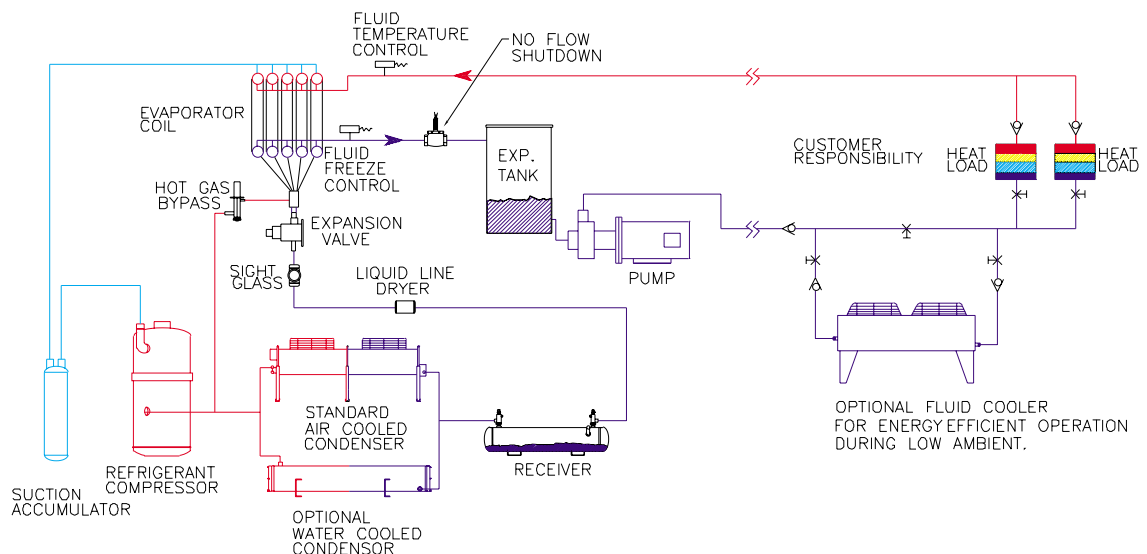 FLUID
TEMPERATURE
CONTROL
NO FLOW
SHUTDOWN
EVAPORATOR
COIL
FLUID
FREEZE
CONTROL
EXP.
TANK
CUSTOMER
RESPONSIBILITY
HEAT
LOAD
HEAT
LOAD
HOT GAS
BYPASS
EXPANSION
VALVE
SIGHT
GLASS
LIQUID LINE
DRYER
PUMP
STANDARD
AIR COOLED
CONDENSER
RECEIVER
OPTIONAL FLUID COOLER
FOR ENERGY EFFICIENT OPERATION
DURING LOW AMBIENT.
REFRIGERANT
COMPRESSOR
SUCTION
ACCUMULATOR
OPTIONAL
WATER COOLED
CONDENSOR